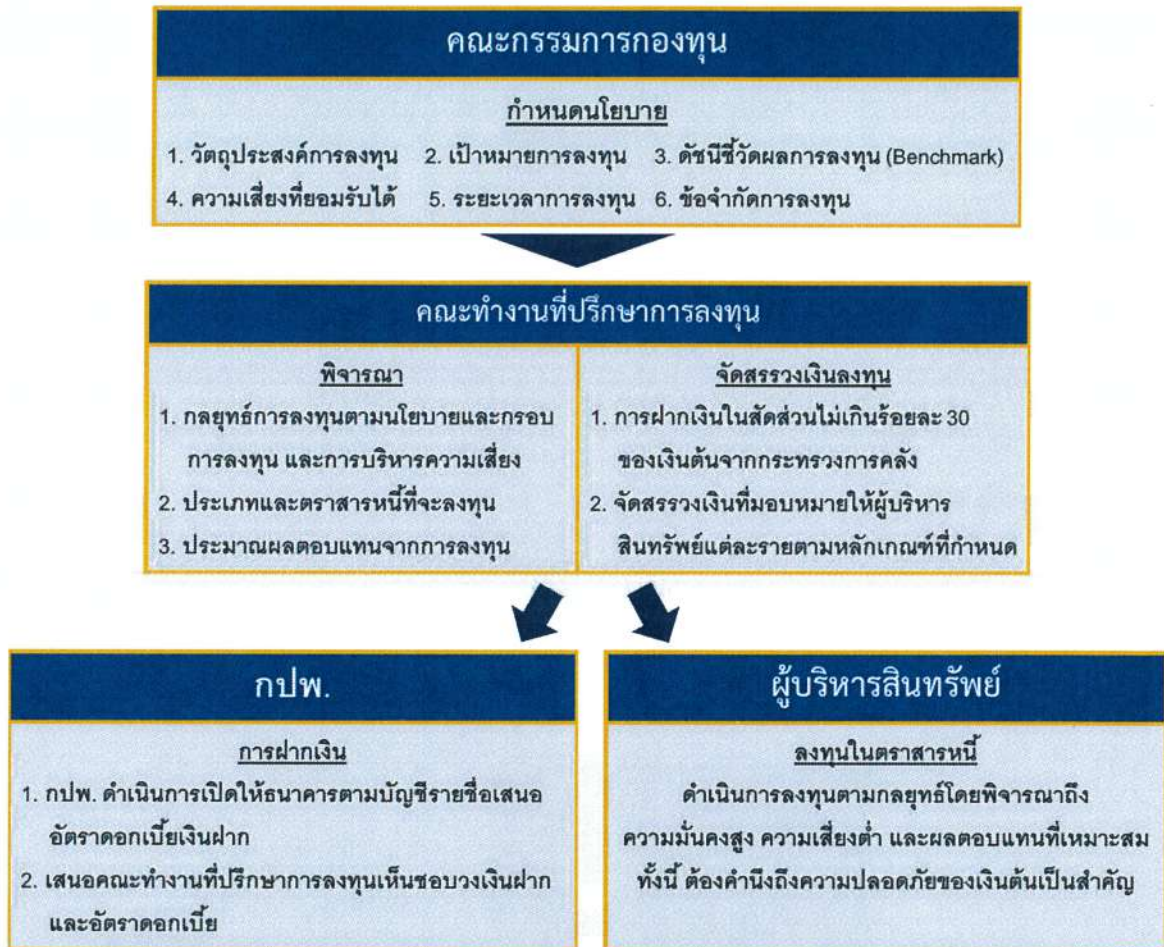 คณะกรรมการกองทุน
กำหนดนโยบาย
1. วัตถุประสงค์การลงทุน 2. เป้าหมายการลงทุน 3. ดัชนีชี้วัดผลการลงทุน (Benchmark)
4. ความเสี่ยงที่ยอมรับได้ 5. ระยะเวลาการลงทุน 6. ข้อจำกัดการลงทุน
คณะทำงานที่ปรึกษาการลงทุน
พิจารณา
1. กลยุทธ์การลงทุนตามนโยบายและกรอบ
การลงทุน และการบริหารความเสี่ยง
2. ประเภทและตราสารหนี้ที่จะลงทุน
3. ประมาณผลตอบแทนจากการลงทุน
จัดสรรวงเงินลงทุน
1. การฝากเงินในสัดส่วนไม่เกินร้อยละ 30
ของเงินต้นจากกระทรวงการคลัง
2. จัดสรรวงเงินที่มอบหมายให้ผู้บริหาร
สินทรัพย์แต่ละรายตามหลักเกณฑ์ที่กำหนด
กปพ.
การฝากเงิน
1. กปพ. ดำเนินการเปิดให้ธนาคารตามบัญชีรายชื่อเสนอ
อัตราดอกเบี้ยเงินฝาก
2. เสนอคณะทำงานที่ปรึกษาการลงทุนเห็นชอบวงเงินฝาก
และอัตราดอกเบี้ย
ผู้บริหารสินทรัพย์
ลงทุนในตราสารหนี้
ดำเนินการลงทุนตามกลยุทธ์โดยพิจารณาถึง
ความมั่นคงสูง ความเสี่ยงต่ำ และผลตอบแทนที่เหมาะสม
ทั้งนี้ ต้องคำนึงถึงความปลอดภัยของเงินต้นเป็นสำคัญ